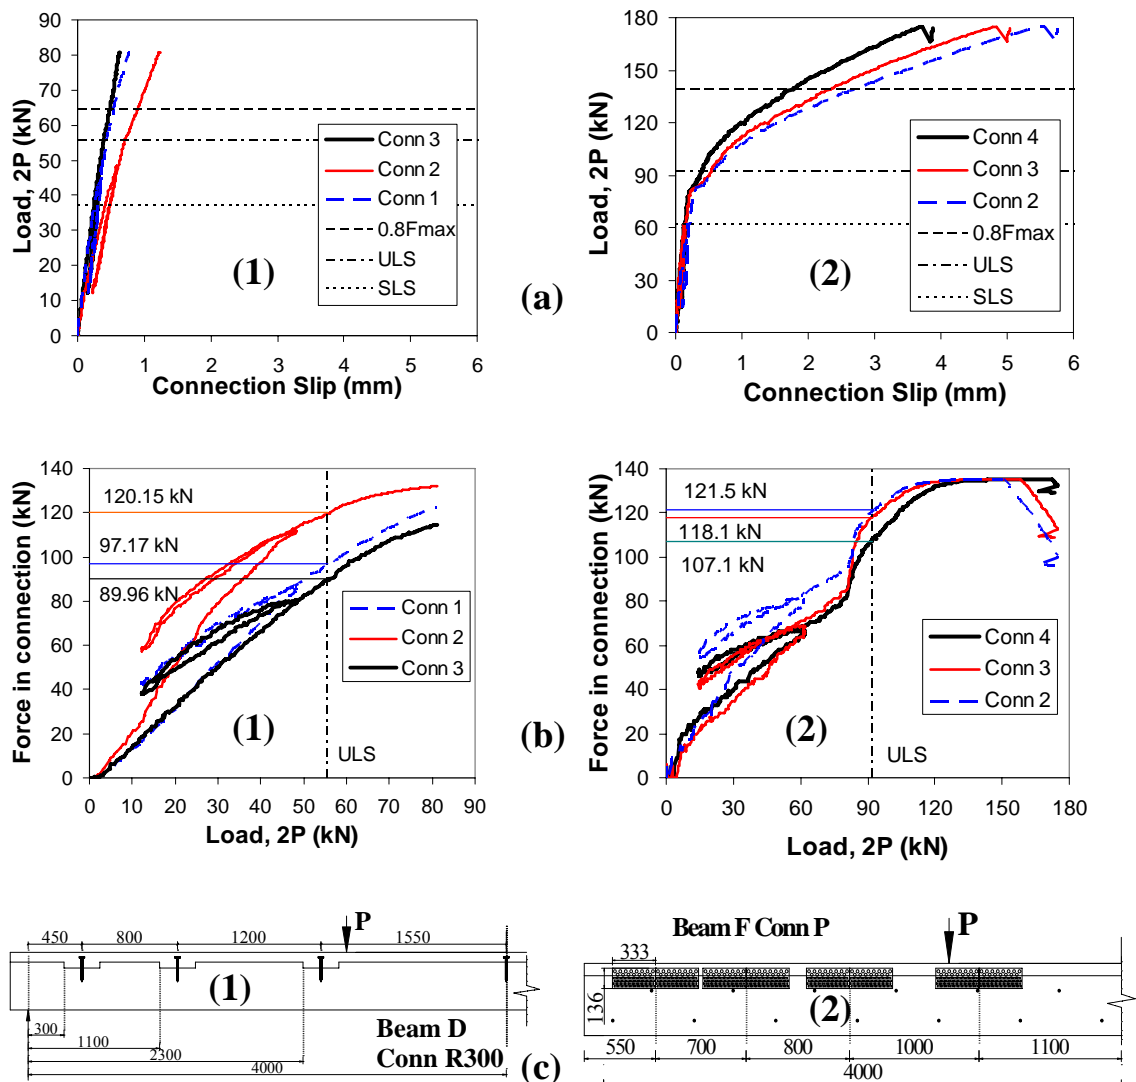 90
80
70
60
50
40
30
20
10
0
0 1 2 3 4 5 6
Load, 2P (kN)
Connection Slip (mm)
Conn 3
Conn 2
Conn 1
0.8Fmax
ULS
SLS
(1)
(a)
180
150
120
90
60
30
0
0 1 2 3 4 5 6
Load, 2P (kN)
Connection Slip (mm)
Conn 4
Conn 3
Conn 2
0.8Fmax
ULS
SLS
(2)
140
120
100
80
60
40
20
0
0 10 20 30 40 50 60 70 80 90
Force in connection (kN)
Load, 2P (kN)
120.15 kN
97.17 kN
89.96 kN
Conn 1
Conn 2
Conn 3
(1)
ULS
(b)
140
120
100
80
60
40
20
0
0 30 60 90 120 150 180
Force in connection (kN)
Load, 2P (kN)
121.5 kN
118.1 kN
107.1 kN
Conn 4
Conn 3
Conn 2
(2)
ULS
P
450 800 1200 1550
(1)
300
1100
2300
4000
Beam D
Conn R300
(c)
Beam F Conn P
P
333
136
(2)
550 700 800 1000 1100
4000